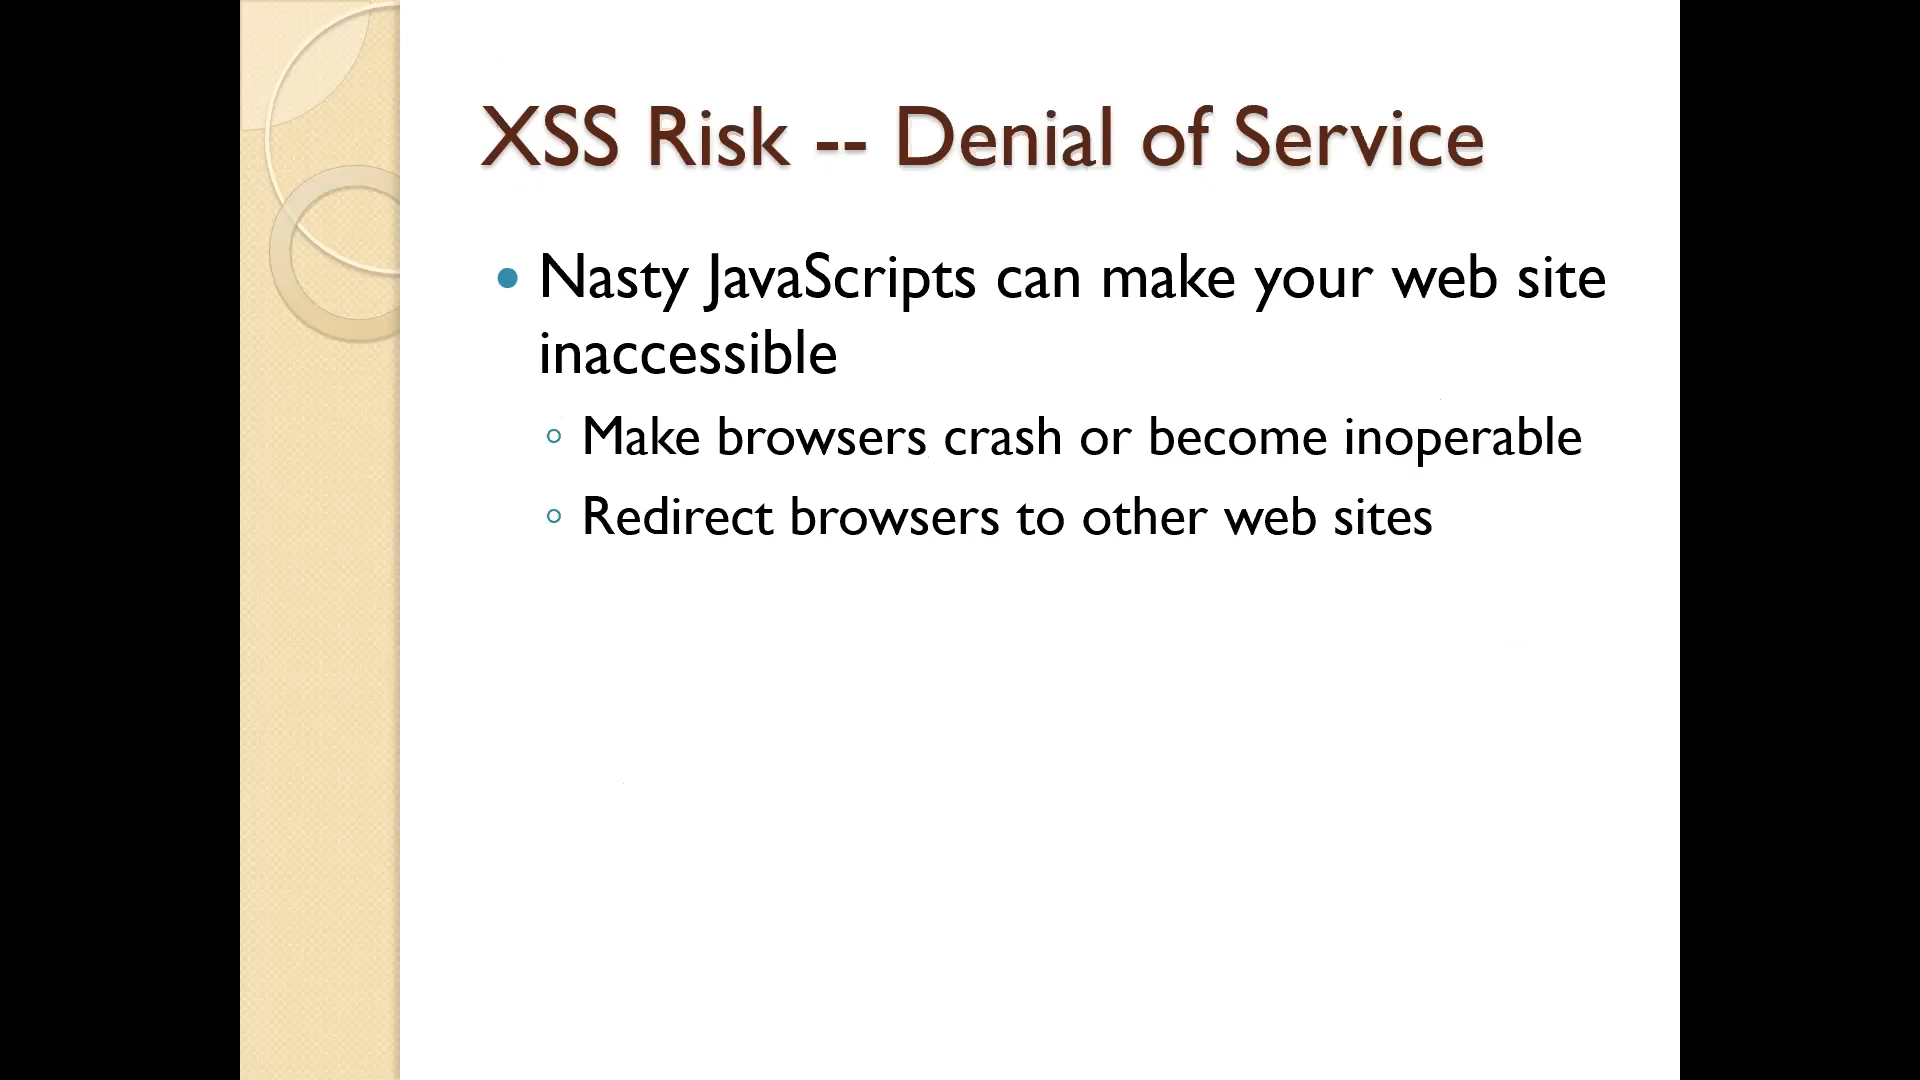 XSS Risk -- Denial of Service
• Nasty JavaScripts can make your web site
inaccessible
◦ Make browsers crash or become inoperable
◦ Redirect browsers to other web sites